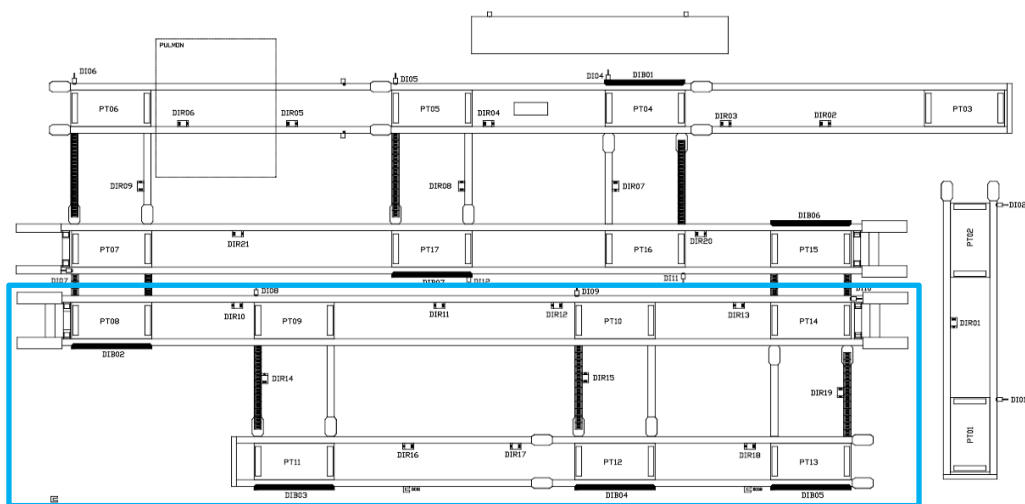 PULMON
DI06
DI05
DI04
DIB01
PT06
DIR06
DIR05
PT05
DIR04
PT04
DIR03
DIR02
PT03
DIR09
DIR08
DIR07
DI02
DIB06
PT02
DIR21
DIR20
PT07
PT17
PT16
PT15
DI07
DIB07
DI12
DI11
DI10
DI08
DI09
DIR10
DIR11
DIR12
DIR13
PT08
PT09
PT10
PT14
DIR01
DIB02
DIR14
DIR15
DIR19
DI01
PT01
DIR16
DIR17
DIR18
PT11
PT12
PT13
DIB03
DIB04
DIB05